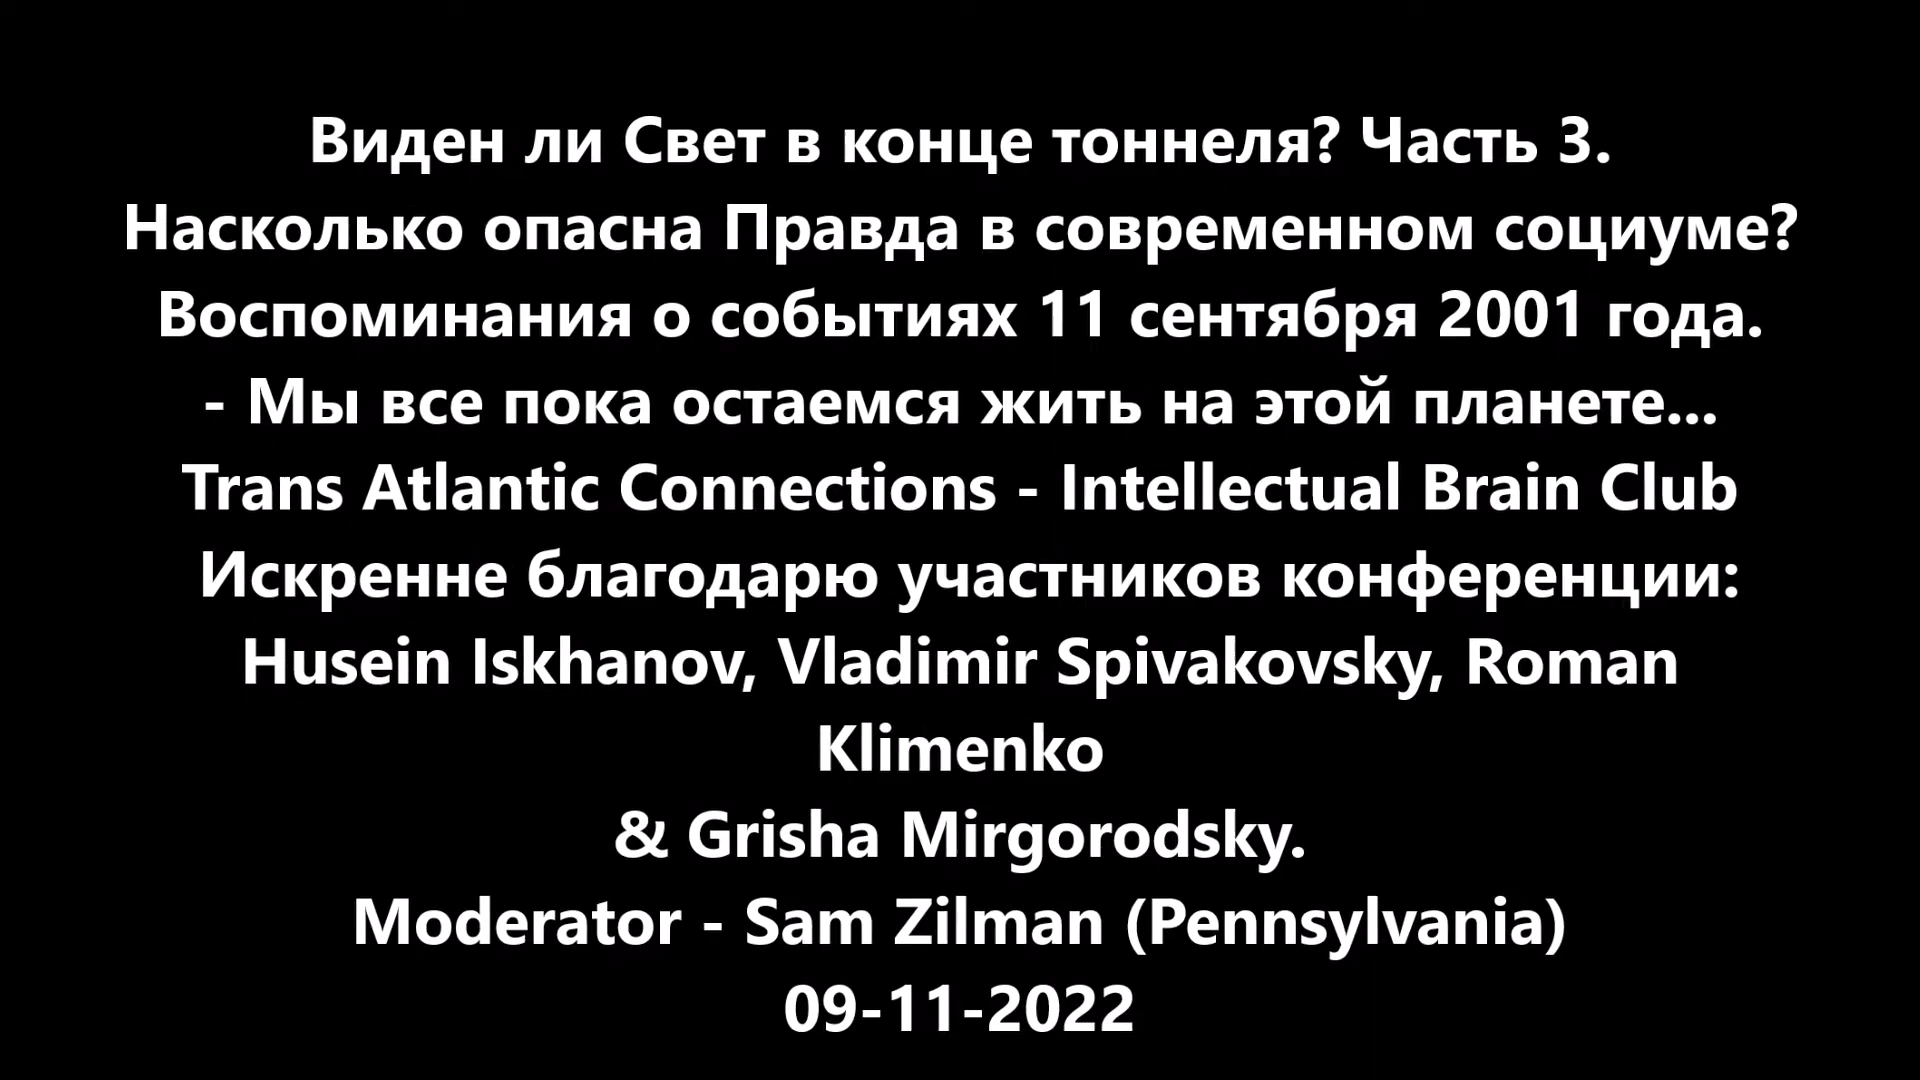 Виден ли Свет в конце тоннеля? Часть 3.
Насколько опасна Правда в современном социуме?
Воспоминания о событиях 11 сентября 2001 года.
- Мы все пока остаемся жить на этой планете...
Trans Atlantic Connections - Intellectual Brain Club
Искренне благодарю участников конференции:
Husein Iskhanov, Vladimir Spivakovsky, Roman
Klimenko
& Grisha Mirgorodsky.
Moderator - Sam Zilman (Pennsylvania)
09-11-2022